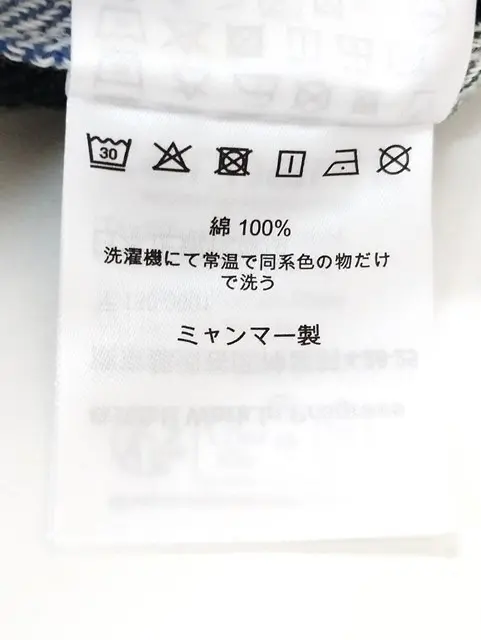 30
綿 100%
洗濯機にて常温で同系色の物だけ
で洗う
ミャンマー製